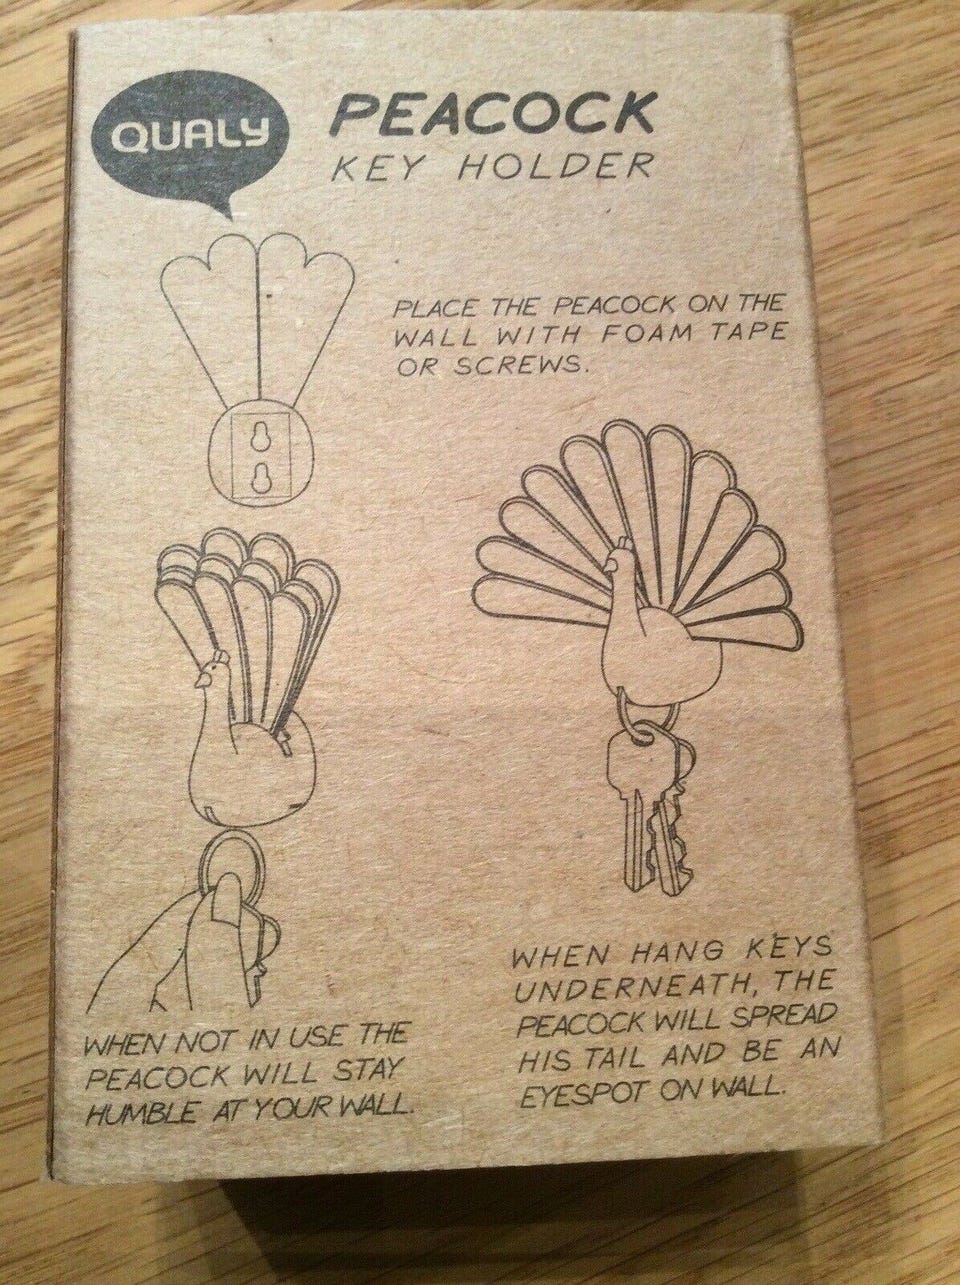 QUALY
PEACOCK
KEY HOLDER
PLACE THE PEACOCK ON THE
WALL WITH FOAM TAPE
OR SCREWS.
WHEN NOT IN USE THE
PEACOCK WILL STAY
HUMBLE AT YOUR WALL.
WHEN HANG KEYS
UNDERNEATH, THE
PEACOCK WILL SPREAD
HIS TAIL AND BE AN
EYESPOT ON WALL.